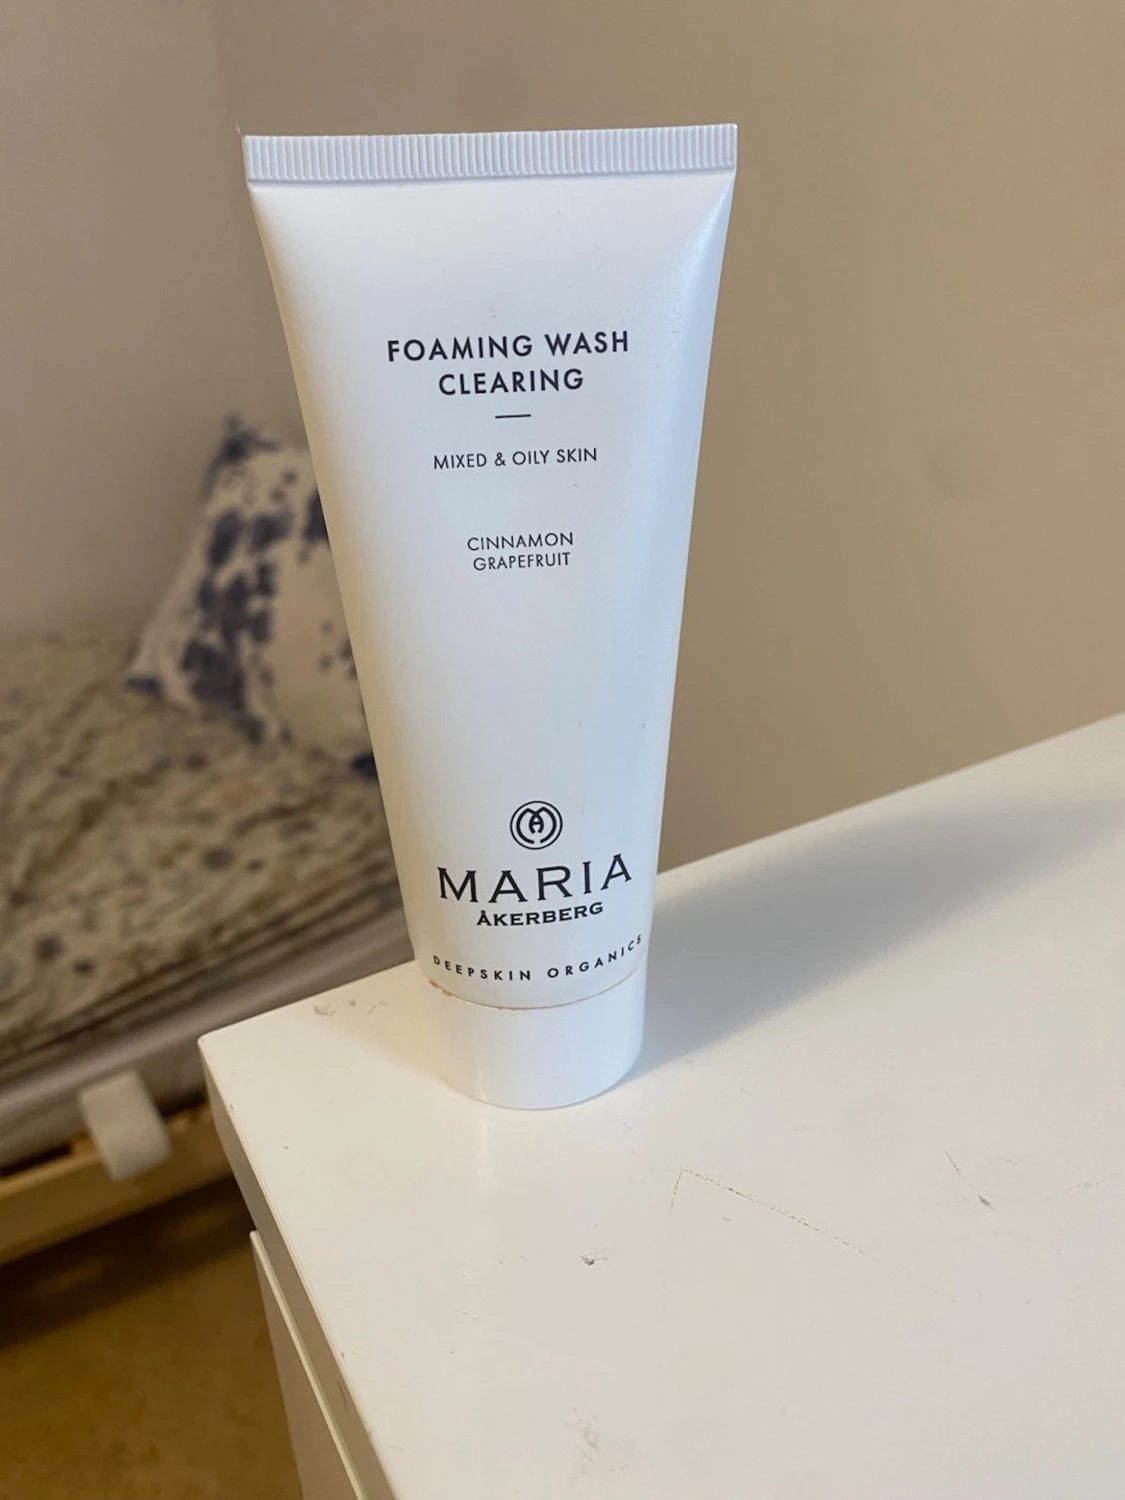 FOAMING WASH
CLEARING
MIXED & OILY SKIN
CINNAMON
GRAPEFRUIT
MARIA
ÅKERBERG
DEEPSKIN ORGANICS